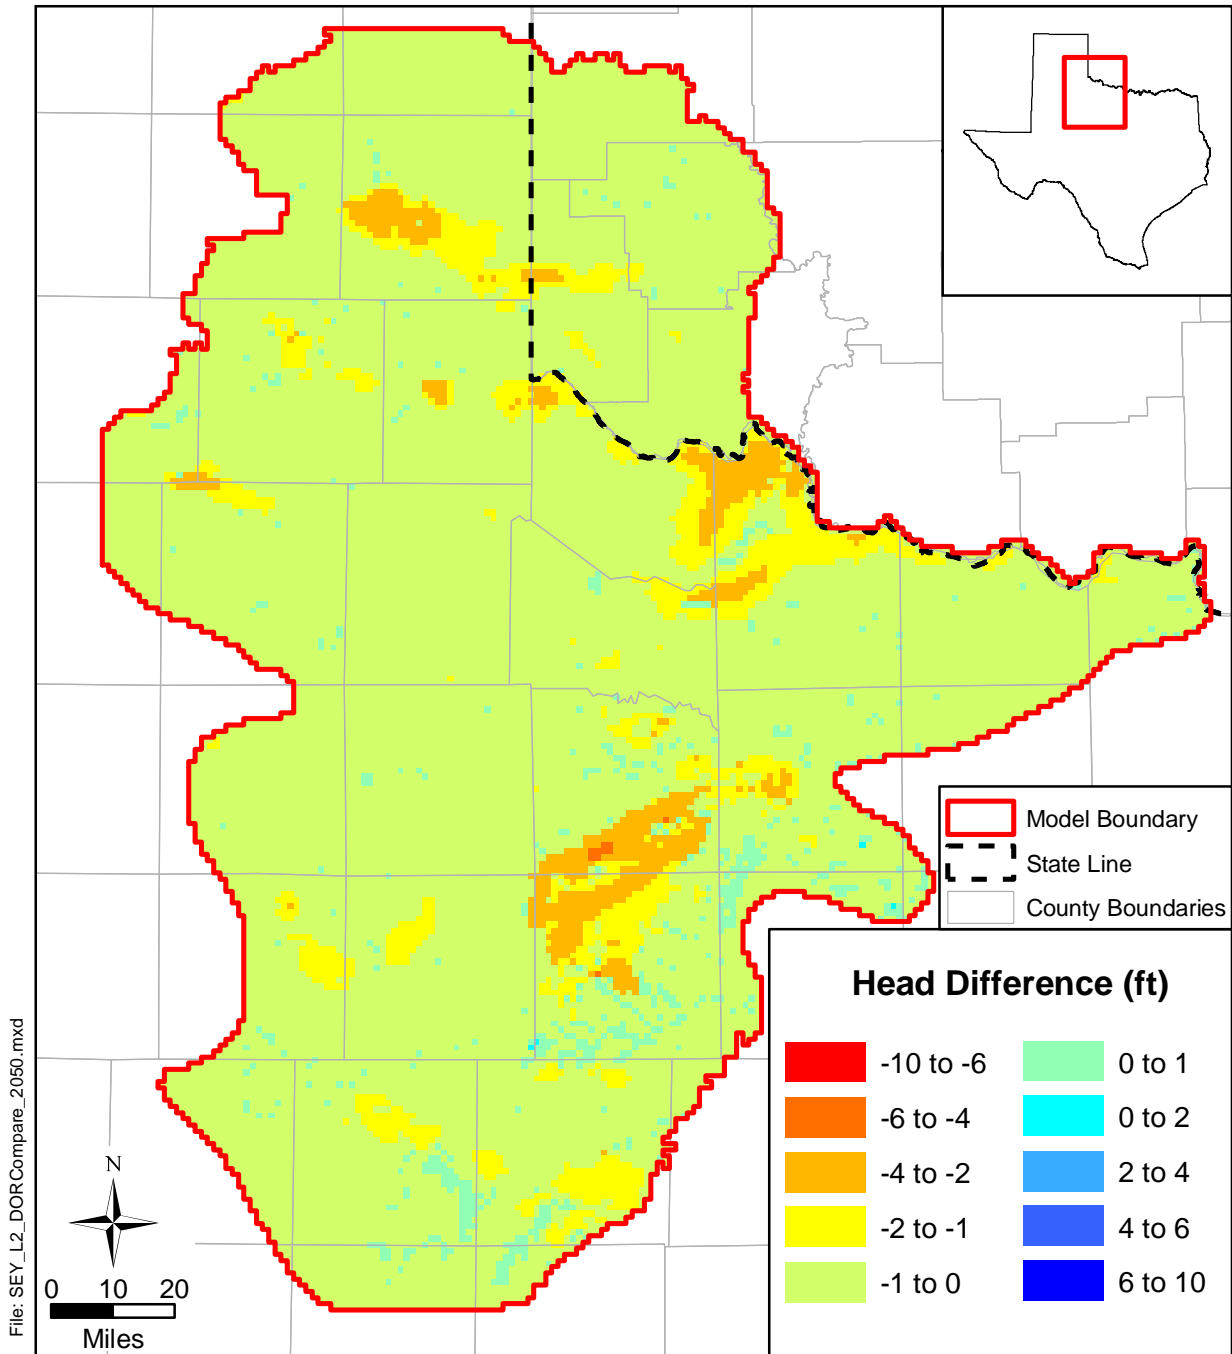 Model Boundary
State Line
County Boundaries
Head Difference (ft)
-10 to -6
-6 to -4
-4 to -2
-2 to -1
-1 to 0
0 to 1
0 to 2
2 to 4
4 to 6
6 to 10
N
0 10 20
Miles
File: SEY_L2_DORCompare_2050.mxd